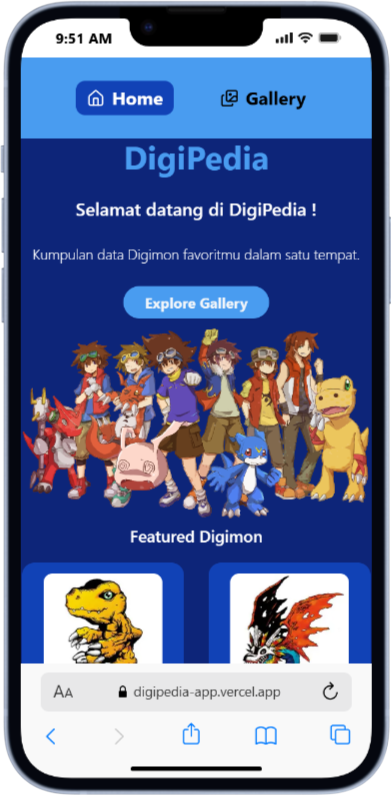 9:51 AM
Home
Gallery
DigiPedia
Selamat datang di DigiPedia !
Kumpulan data Digimon favoritmu dalam satu tempat.
Explore Gallery
Featured Digimon
AA digipedia-app.vercel.app